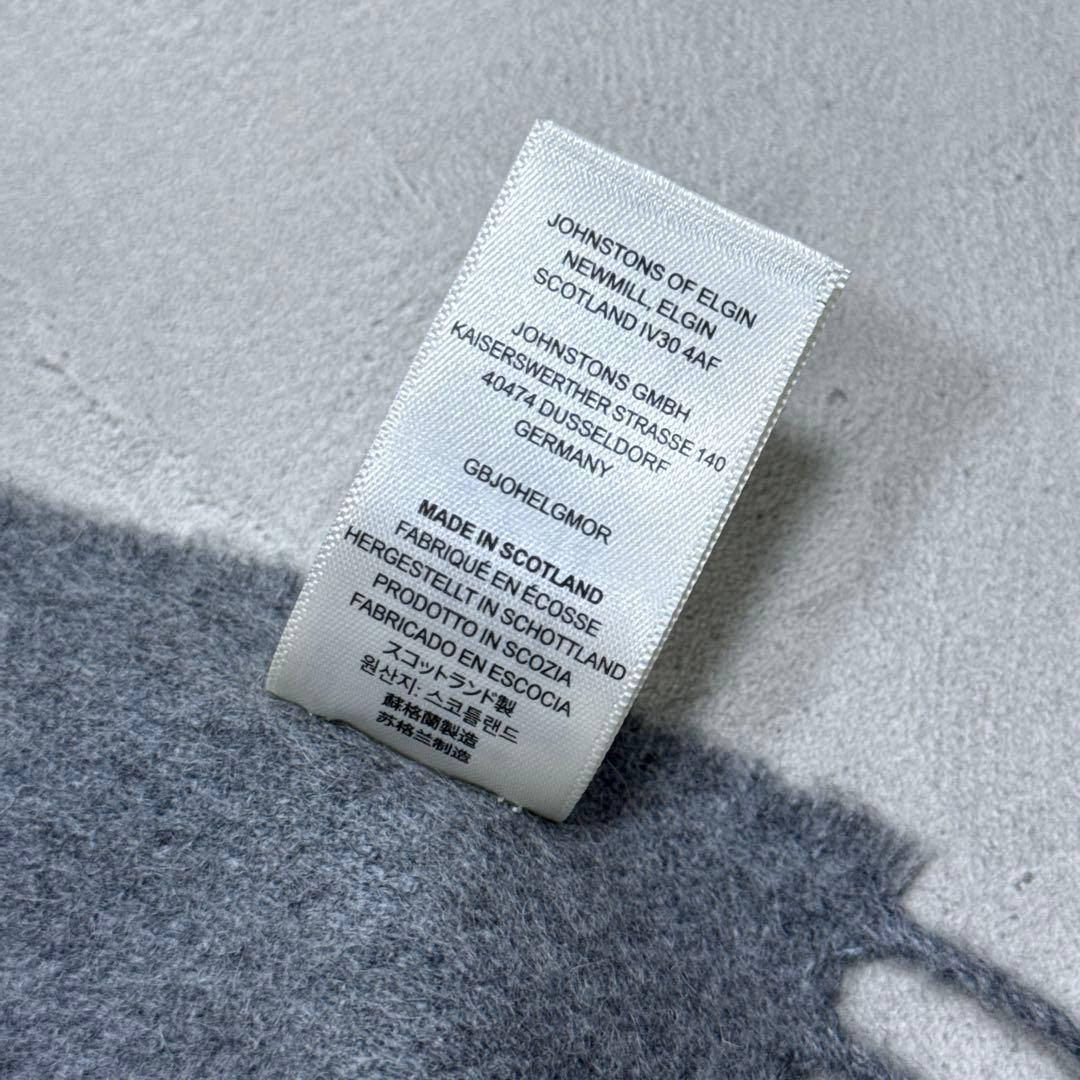 JOHNSTONS OF ELGIN
NEWMILL, ELGIN
SCOTLAND IV30 4AF
JOHNSTONS GMBH
KAISERSWERTHER STRASSE 140
40474 DUSSELDORF
GERMANY
GBJOHELGMOR
MADE IN SCOTLAND
FABRIQUÉ EN ÉCOSSE
HERGESTELLT IN SCHOTTLAND
PRODOTTO IN SCOZIA
FABRICADO EN ESCOCIA
スコットランド製
원산지: 스코틀랜드
蘇格蘭製造
苏格兰制造